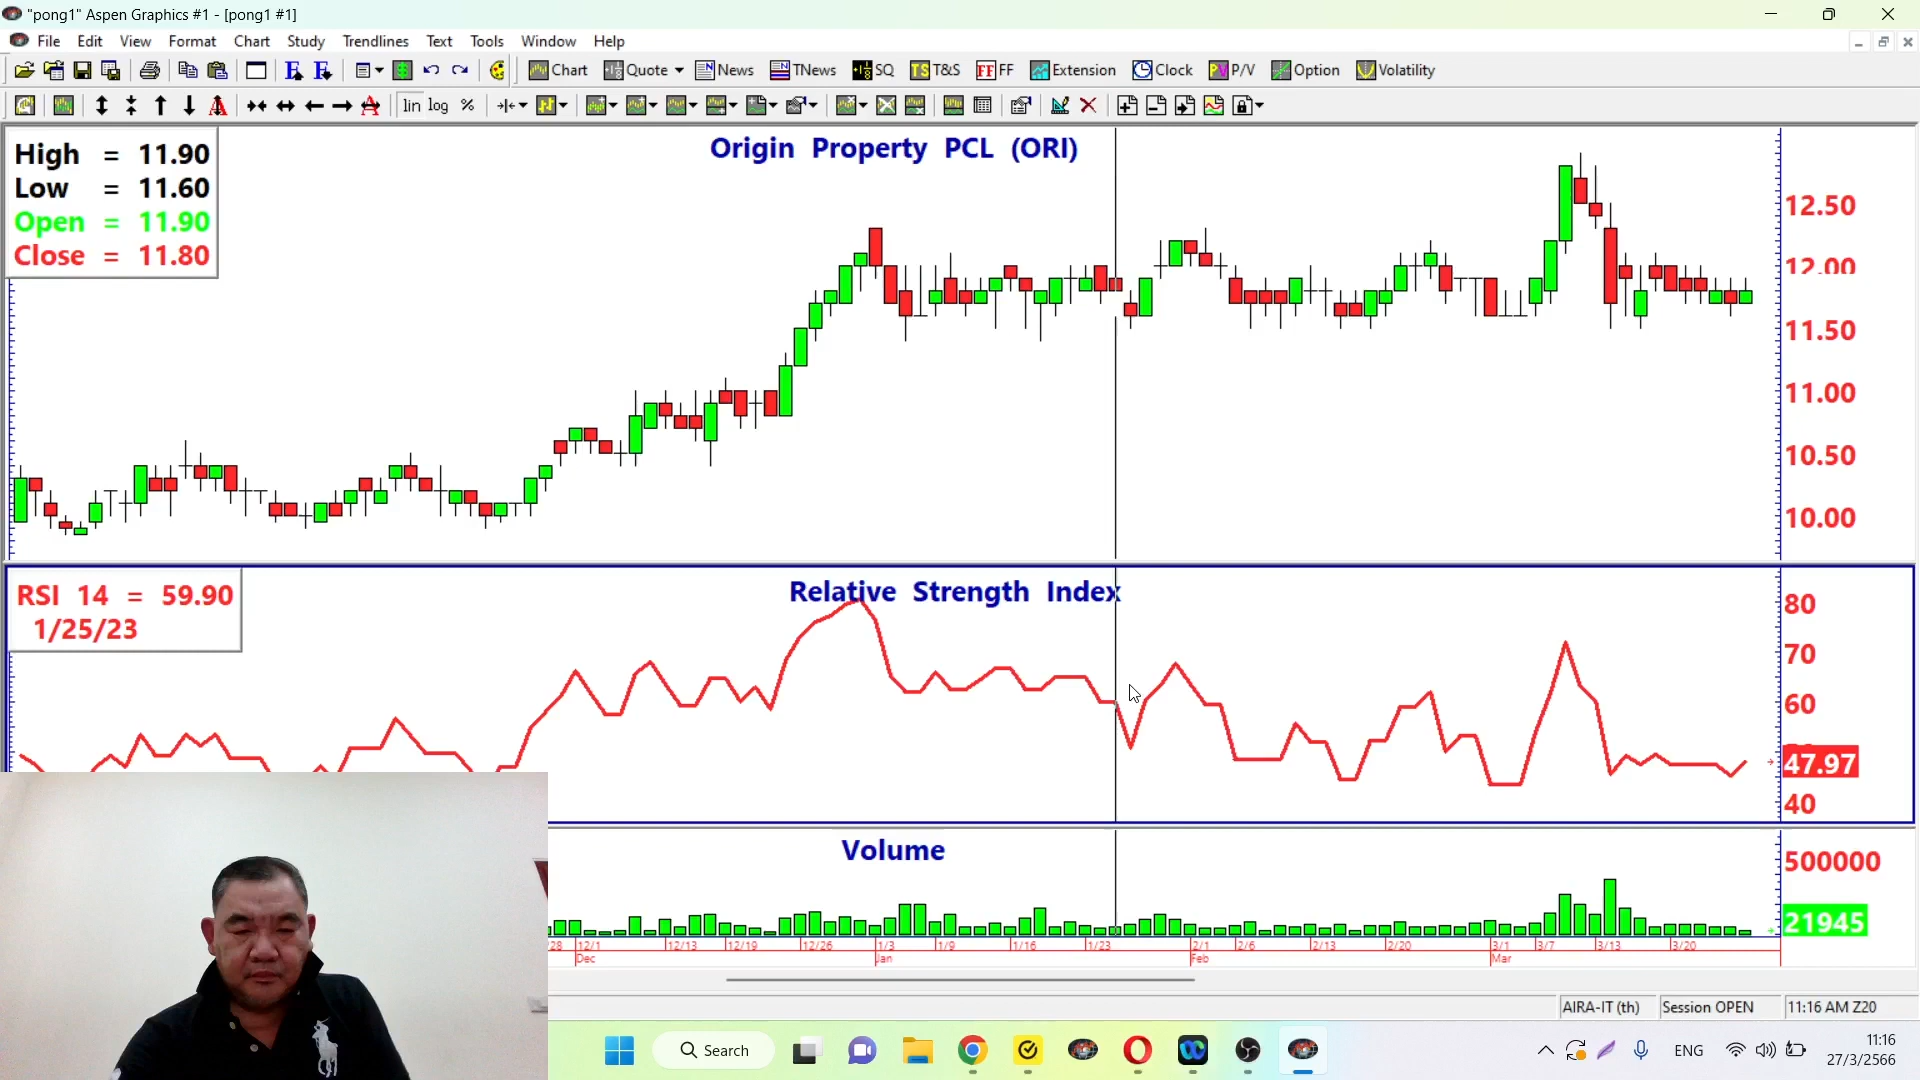 "pong1" Aspen Graphics #1 - [pong1 #1]
File Edit View Format Chart Study Trendlines Text Tools Window Help
Chart Quote News TNews SQ TS T&S FF FF Extension Clock PV P/V Option Volatility
lin log %
High = 11.90
Low = 11.60
Open = 11.90
Close = 11.80
Origin Property PCL (ORI)
12.50
12.00
11.50
11.00
10.50
10.00
RSI 14 = 59.90
1/25/23
Relative Strength Index
80
70
60
47.97
40
Volume
500000
21945
28 12/1 12/13 12/19 12/26 1/3 1/9 1/16 1/23 2/1 2/6 2/13 2/20 3/1 3/7 3/13 3/20
Dec Jan Feb Mar
AIRA-IT (th) Session OPEN 11:16 AM Z20
Search
ENG
11:16
27/3/2566